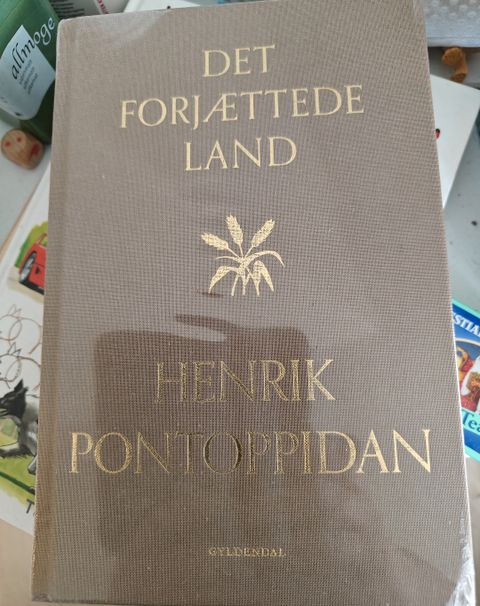 DET
FORJÆTTEDE
LAND
HENRIK
PONTOPPIDAN
GYLDENDAL
allmoge